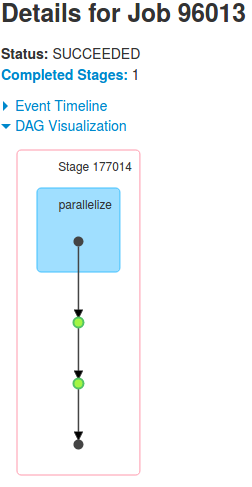 Details for Job 96013
Status: SUCCEEDED
Completed Stages: 1
Event Timeline
DAG Visualization
Stage 177014
parallelize